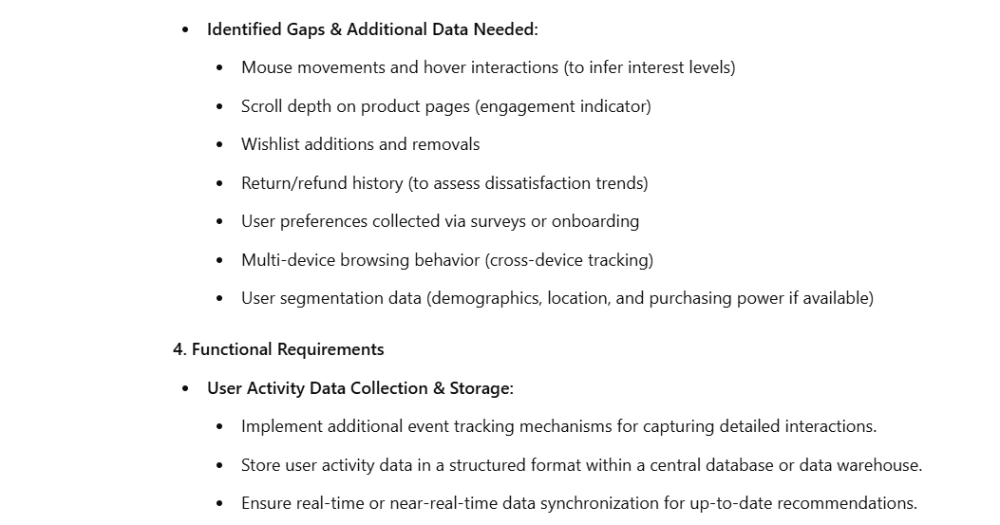 • Identified Gaps & Additional Data Needed:
• Mouse movements and hover interactions (to infer interest levels)
• Scroll depth on product pages (engagement indicator)
• Wishlist additions and removals
• Return/refund history (to assess dissatisfaction trends)
• User preferences collected via surveys or onboarding
• Multi-device browsing behavior (cross-device tracking)
• User segmentation data (demographics, location, and purchasing power if available)
4. Functional Requirements
• User Activity Data Collection & Storage:
• Implement additional event tracking mechanisms for capturing detailed interactions.
• Store user activity data in a structured format within a central database or data warehouse.
• Ensure real-time or near-real-time data synchronization for up-to-date recommendations.